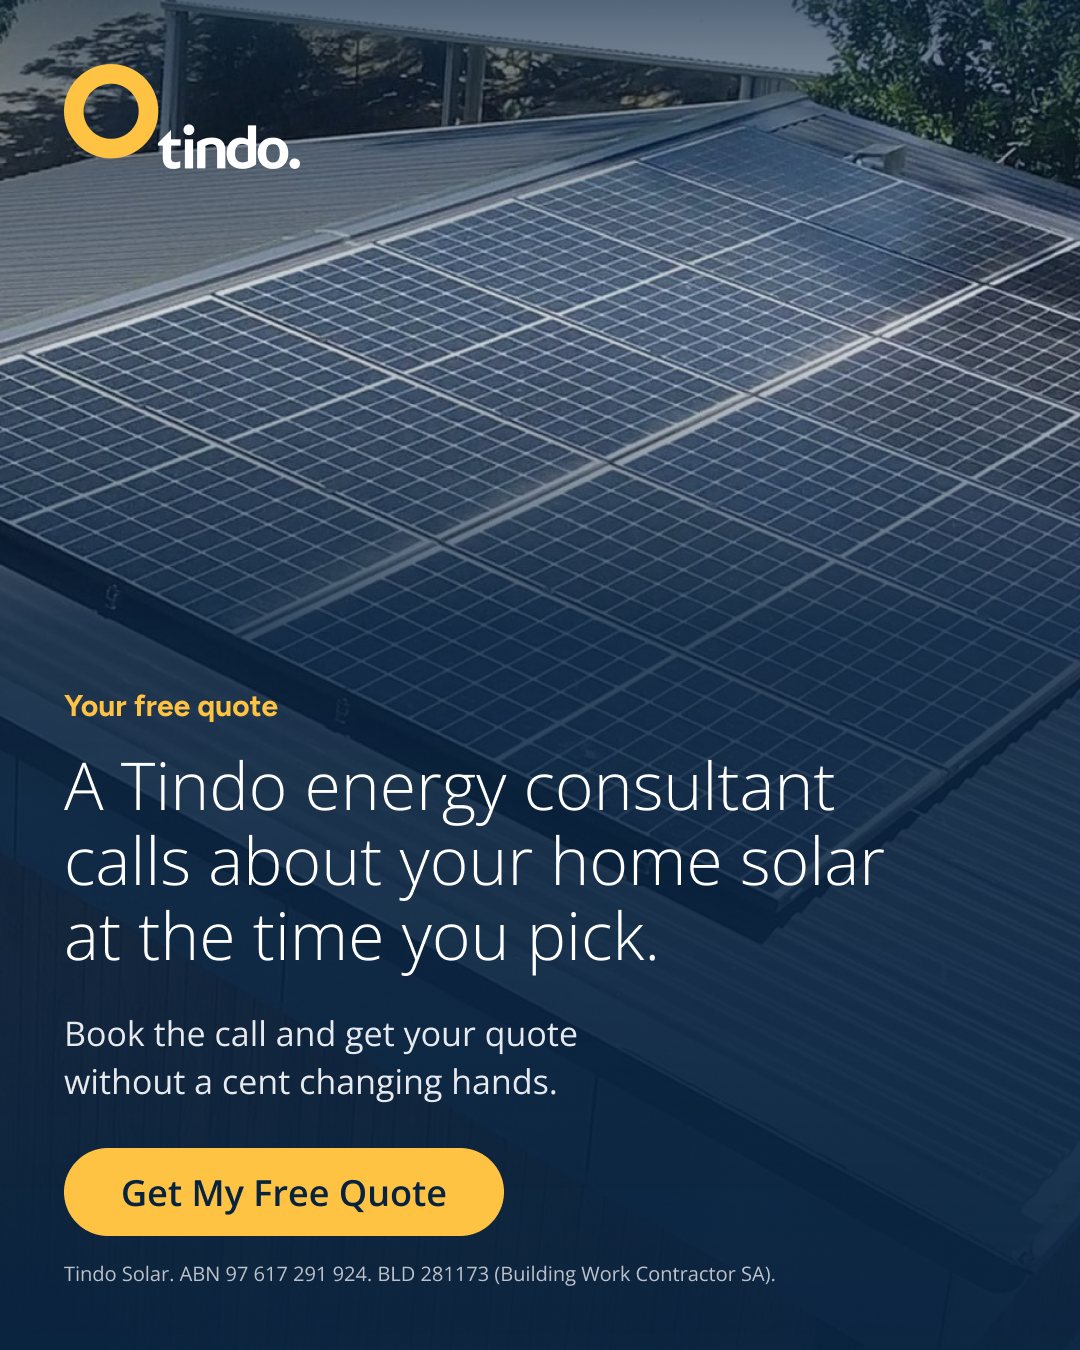 tindo.
Your free quote
A Tindo energy consultant
calls about your home solar
at the time you pick.
Book the call and get your quote
without a cent changing hands.
Get My Free Quote
Tindo Solar. ABN 97 617 291 924. BLD 281173 (Building Work Contractor SA).